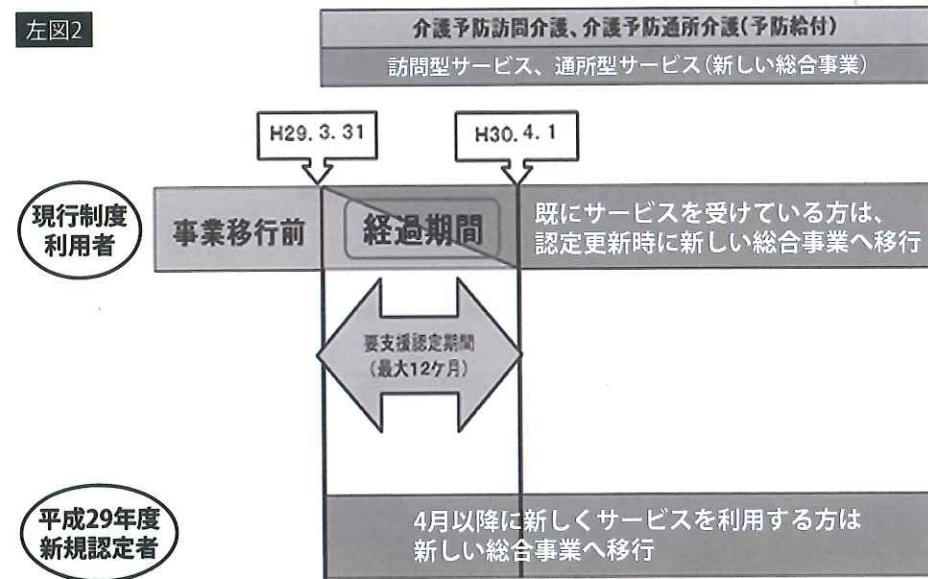 左図2
介護予防訪問介護、介護予防通所介護(予防給付)
訪問型サービス、通所型サービス(新しい総合事業)
H29.3.31
H30.4.1
現行制度
利用者
事業移行前
経過期間
既にサービスを受けている方は、
認定更新時に新しい総合事業へ移行
要支援認定期間
(最大12ケ月)
平成29年度
新規認定者
4月以降に新しくサービスを利用する方は
新しい総合事業へ移行